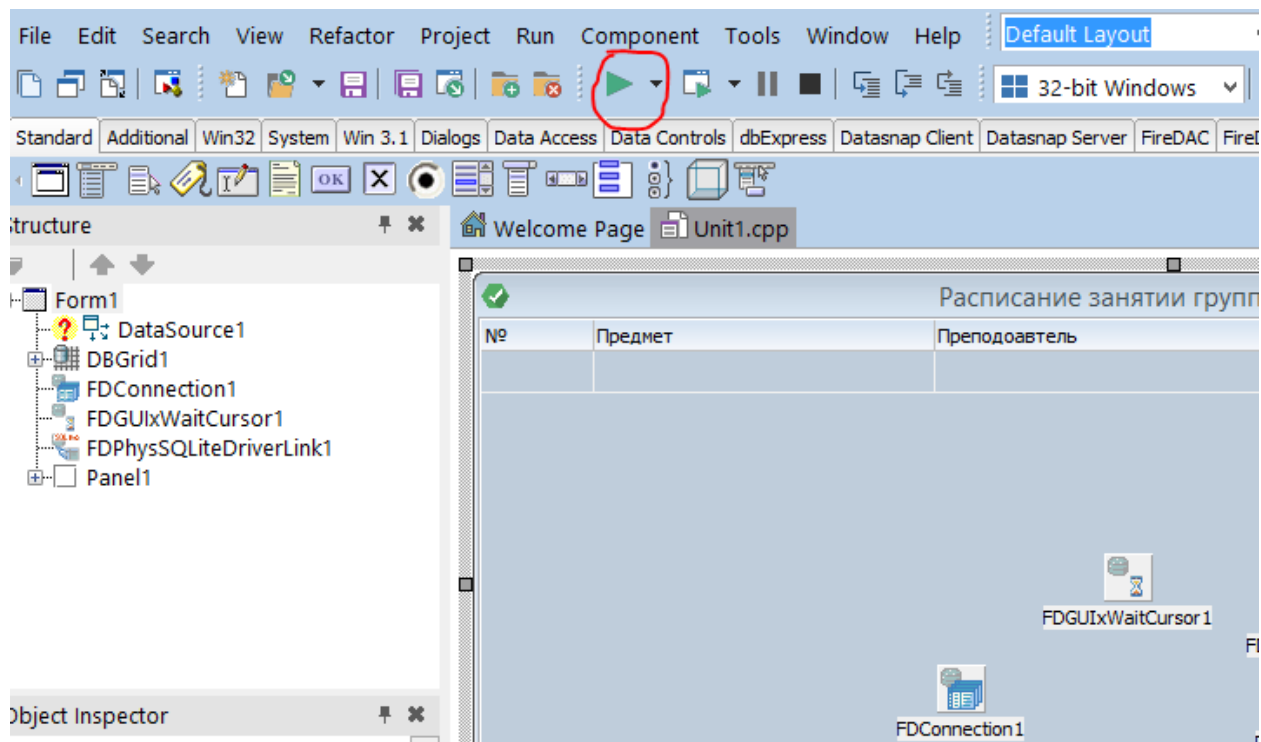 File Edit Search View Refactor Project Run Component Tools Window Help Default Layout
32-bit Windows
Standard Additional Win32 System Win 3.1 Dialogs Data Access Data Controls dbExpress Datasnap Client Datasnap Server FireDAC
OK
Structure
Welcome Page Unit1.cpp
Form1
Расписание занятии групп
DataSource1
№ Предмет Преподоавтель
DBGrid1
FDConnection1
FDGUIxWaitCursor1
FDPhysSQLiteDriverLink1
Panel1
FDGUIxWaitCursor1
Object Inspector
FDConnection1